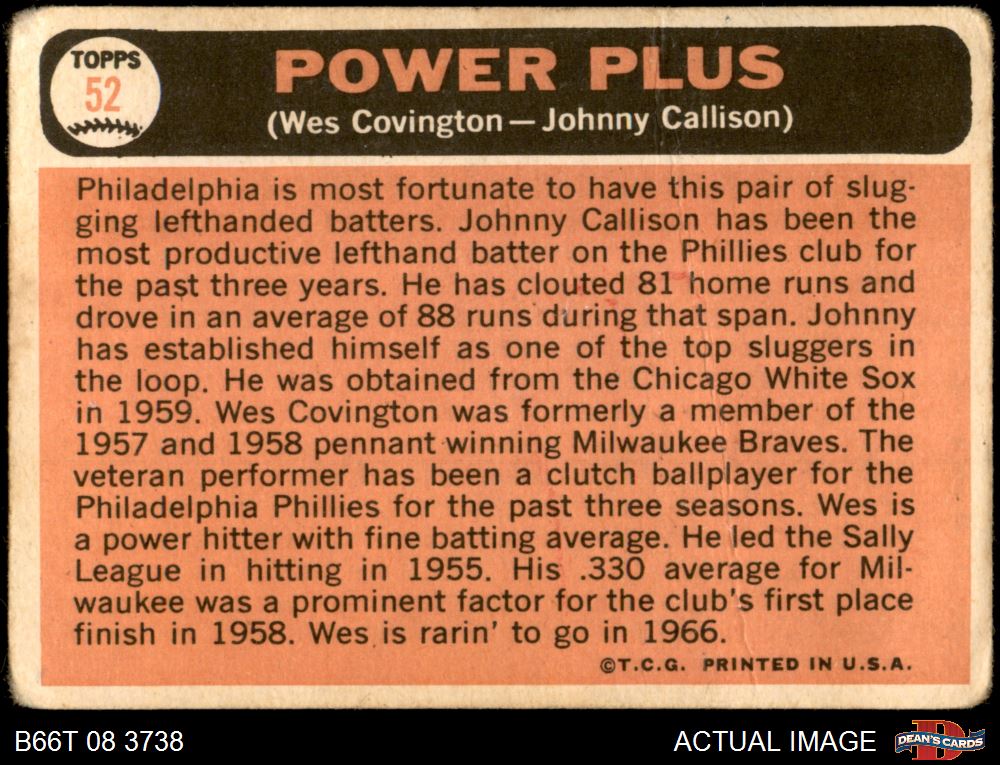 TOPPS
52
POWER PLUS
(Wes Covington—Johnny Callison)
Philadelphia is most fortunate to have this pair of slug-
ging lefthanded batters. Johnny Callison has been the
most productive lefthand batter on the Phillies club for
the past three years. He has clouted 81 home runs and
drove in an average of 88 runs during that span. Johnny
has established himself as one of the top sluggers in
the loop. He was obtained from the Chicago White Sox
in 1959. Wes Covington was formerly a member of the
1957 and 1958 pennant winning Milwaukee Braves. The
veteran performer has been a clutch ballplayer for the
Philadelphia Phillies for the past three seasons. Wes is
a power hitter with fine batting average. He led the Sally
League in hitting in 1955. His .330 average for Mil-
waukee was a prominent factor for the club's first place
finish in 1958. Wes is rarin' to go in 1966.
©T.C.G. PRINTED IN U.S.A.
B66T 08 3738
ACTUAL IMAGE
DEAN'S CARDS